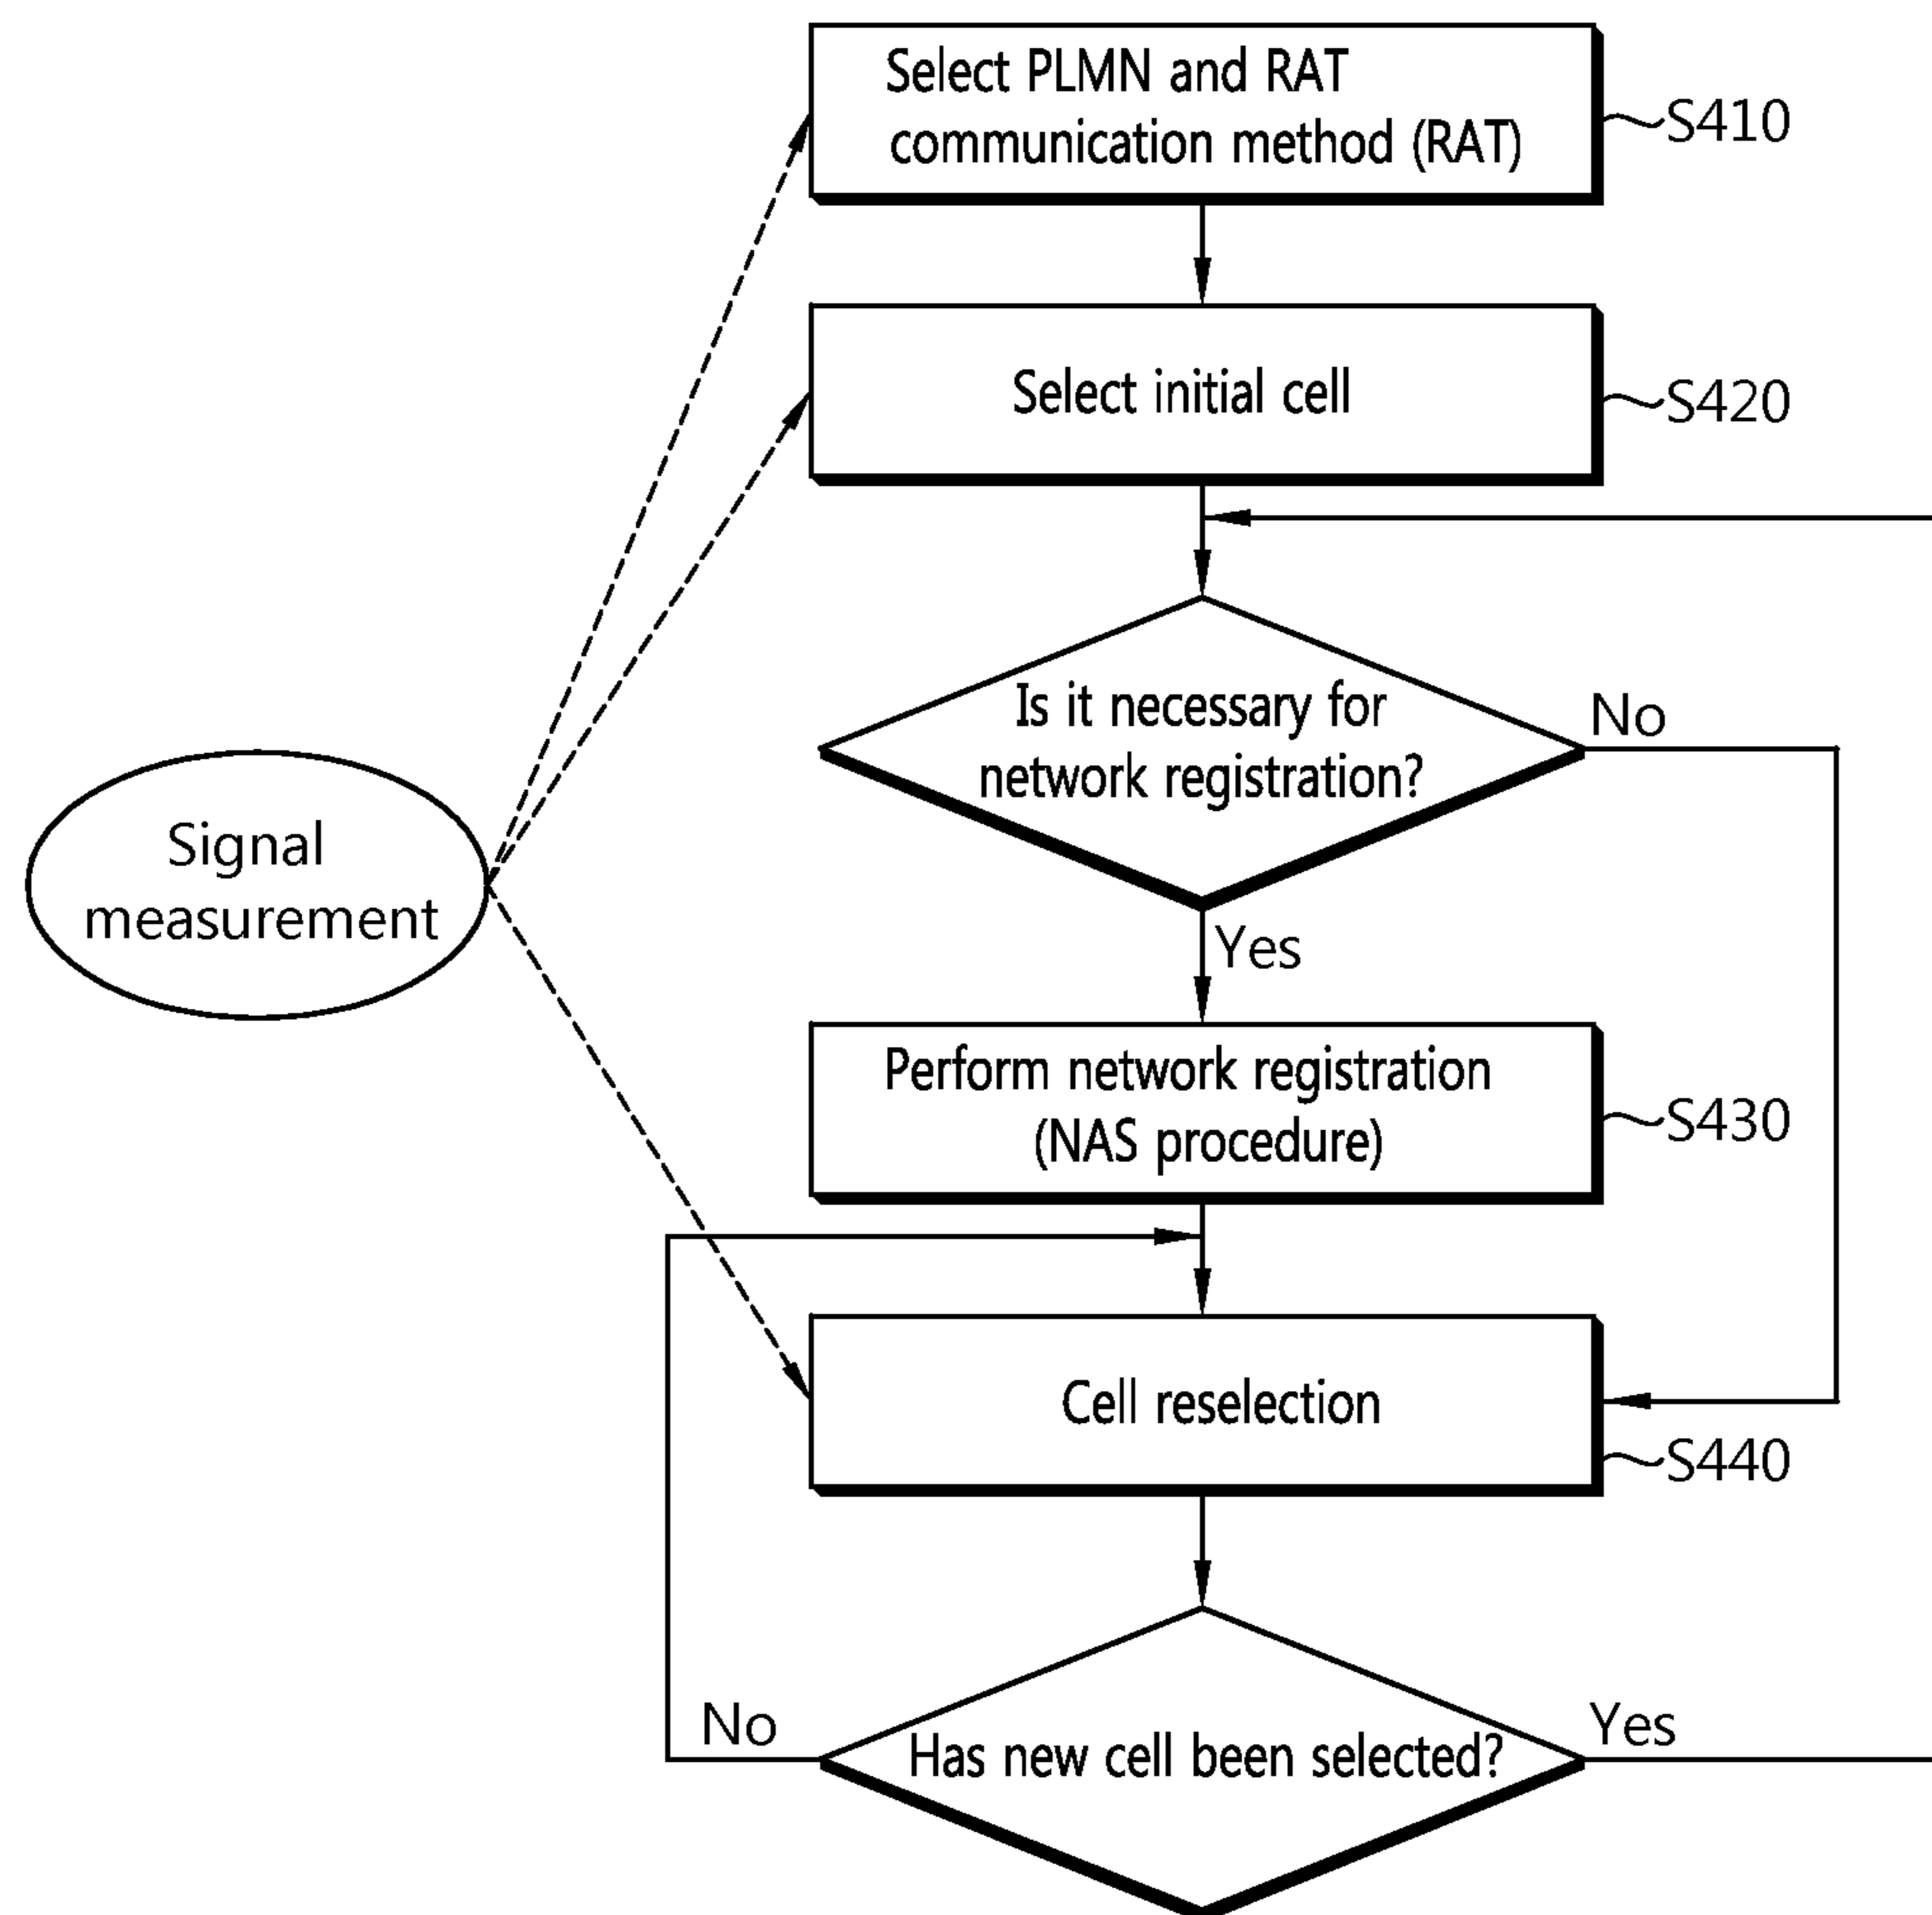 Select PLMN and RAT
communication method (RAT)
S410
Select initial cell
S420
Is it necessary for
network registration?
No
Signal
measurement
Yes
Perform network registration
(NAS procedure)
S430
Cell reselection
S440
No
Has new cell been selected?
Yes